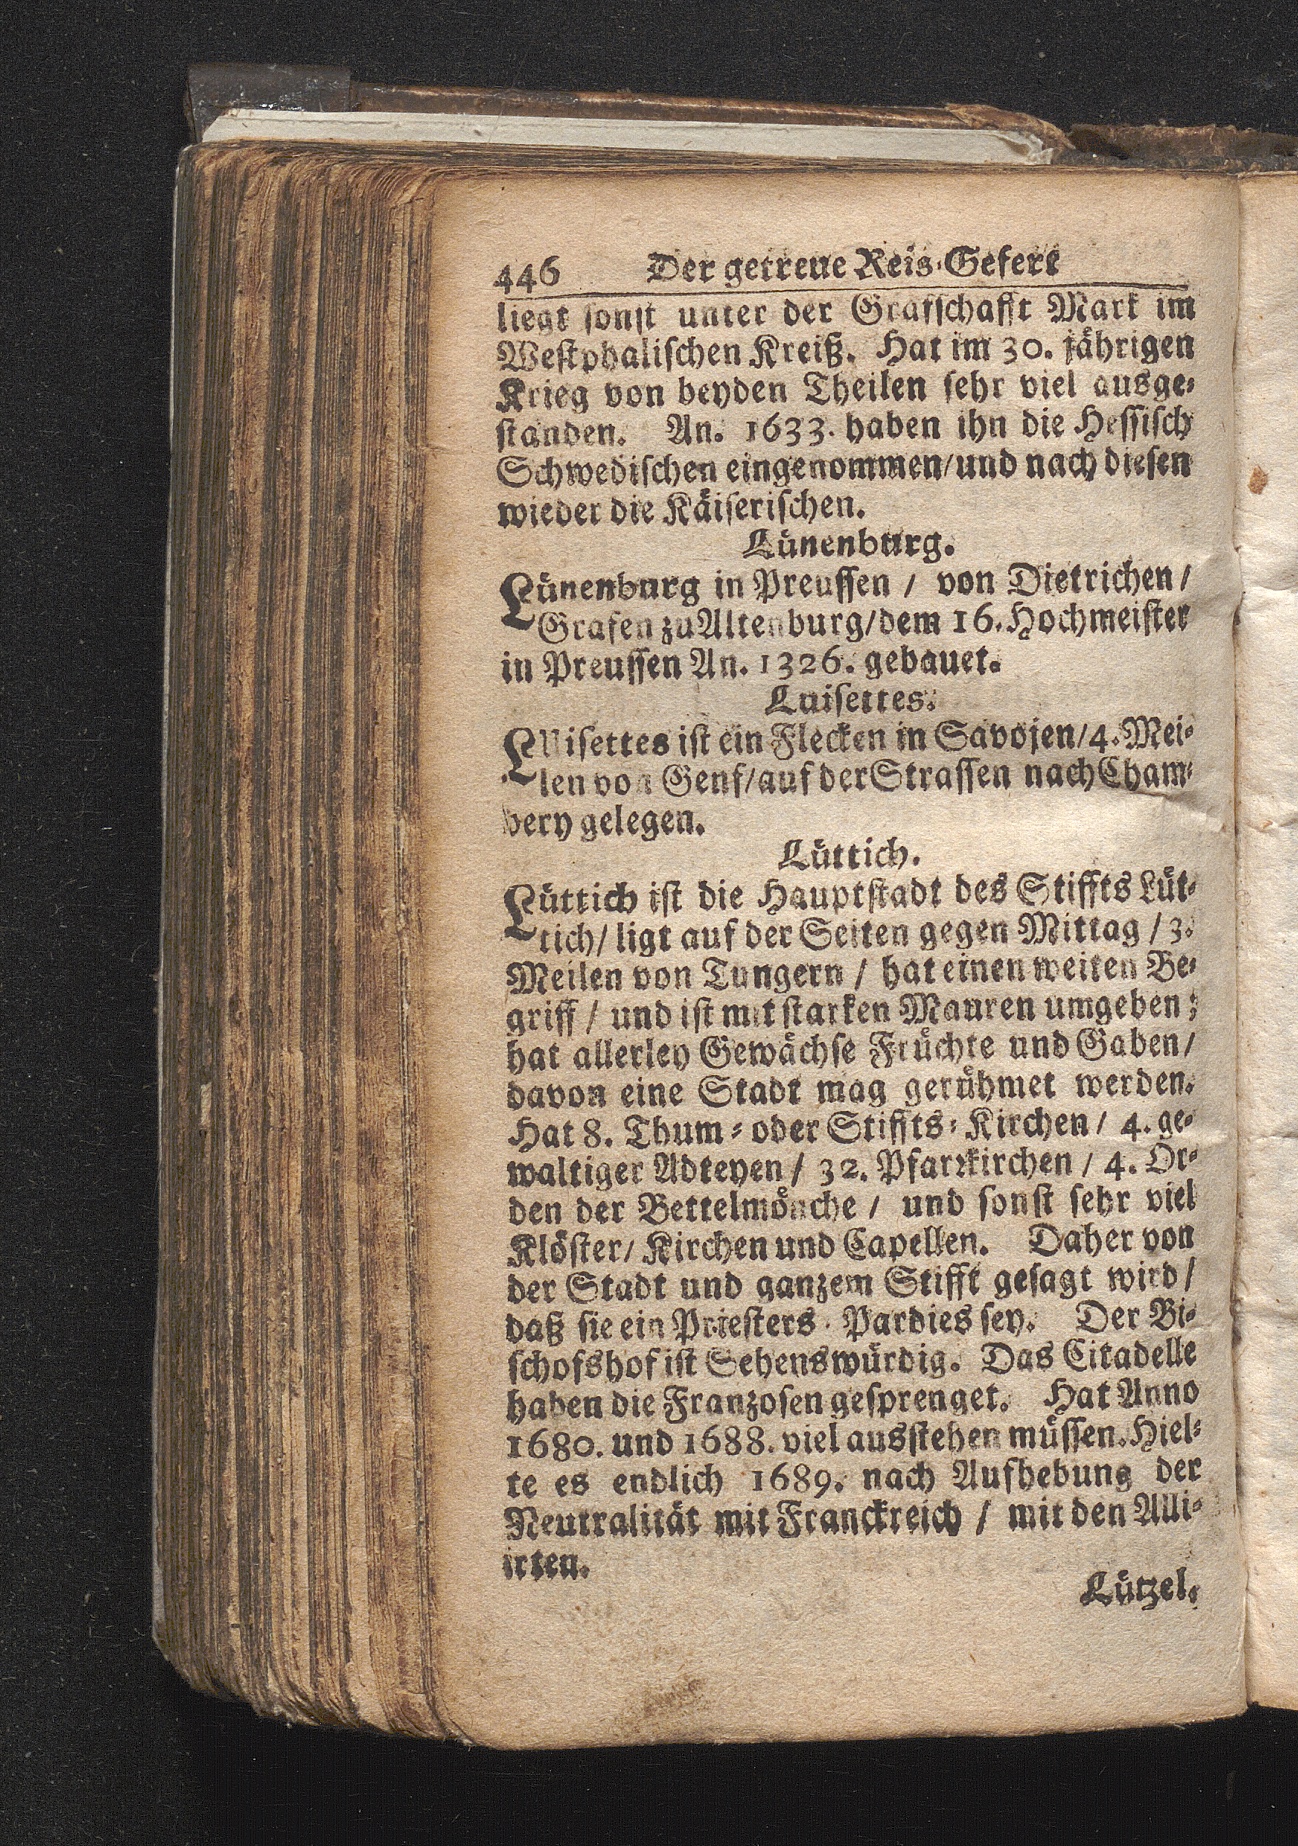 446 Der getreue Reis-Gefert
liegt sonst unter der Grafschafft Mark im
Westphalischen Kreiß. Hat im 30. jährigen
Krieg von beyden Theilen sehr viel ausge-
standen. An. 1633. haben ihn die Hessisch
Schwedischen eingenommen/und nach diesen
wieder die Käiserischen.
Lünenburg.
Lünenburg in Preussen / von Dietrichen /
Grafen zu Altenburg/dem 16. Hochmeister
in Preussen An. 1326. gebauet.
Luisettes.
LUisettes ist ein Flecken in Savojen/4. Mei-
len von Genf/auf der Strassen nach Cham-
bery gelegen.
Lüttich.
Lüttich ist die Hauptstadt des Stiffts Lüt-
tich/ ligt auf der Seiten gegen Mittag / 3.
Meilen von Tungern / hat einen weiten Be-
griff / und ist mit starken Mauren umgeben;
hat allerley Gewächse Früchte und Gaben/
davon eine Stadt mag gerühmet werden.
Hat 8. Thum- oder Stiffts-Kirchen / 4. ge-
waltiger Abteyen / 32. Pfarrkirchen / 4. Or-
den der Bettelmönche / und sonst sehr viel
Klöster/ Kirchen und Capellen. Daher von
der Stadt und ganzem Stifft gesagt wird /
daß sie ein Priesters-Pardies sey. Der Bi-
schofshof ist Sehenswürdig. Das Citadelle
haben die Franzosen gesprenget. Hat Anno
1680. und 1688. viel ausstehen müssen. Hiel-
te es endlich 1689. nach Aufhebung der
Neutralität mit Franckreich / mit den Alli-
irten.
Lützel.